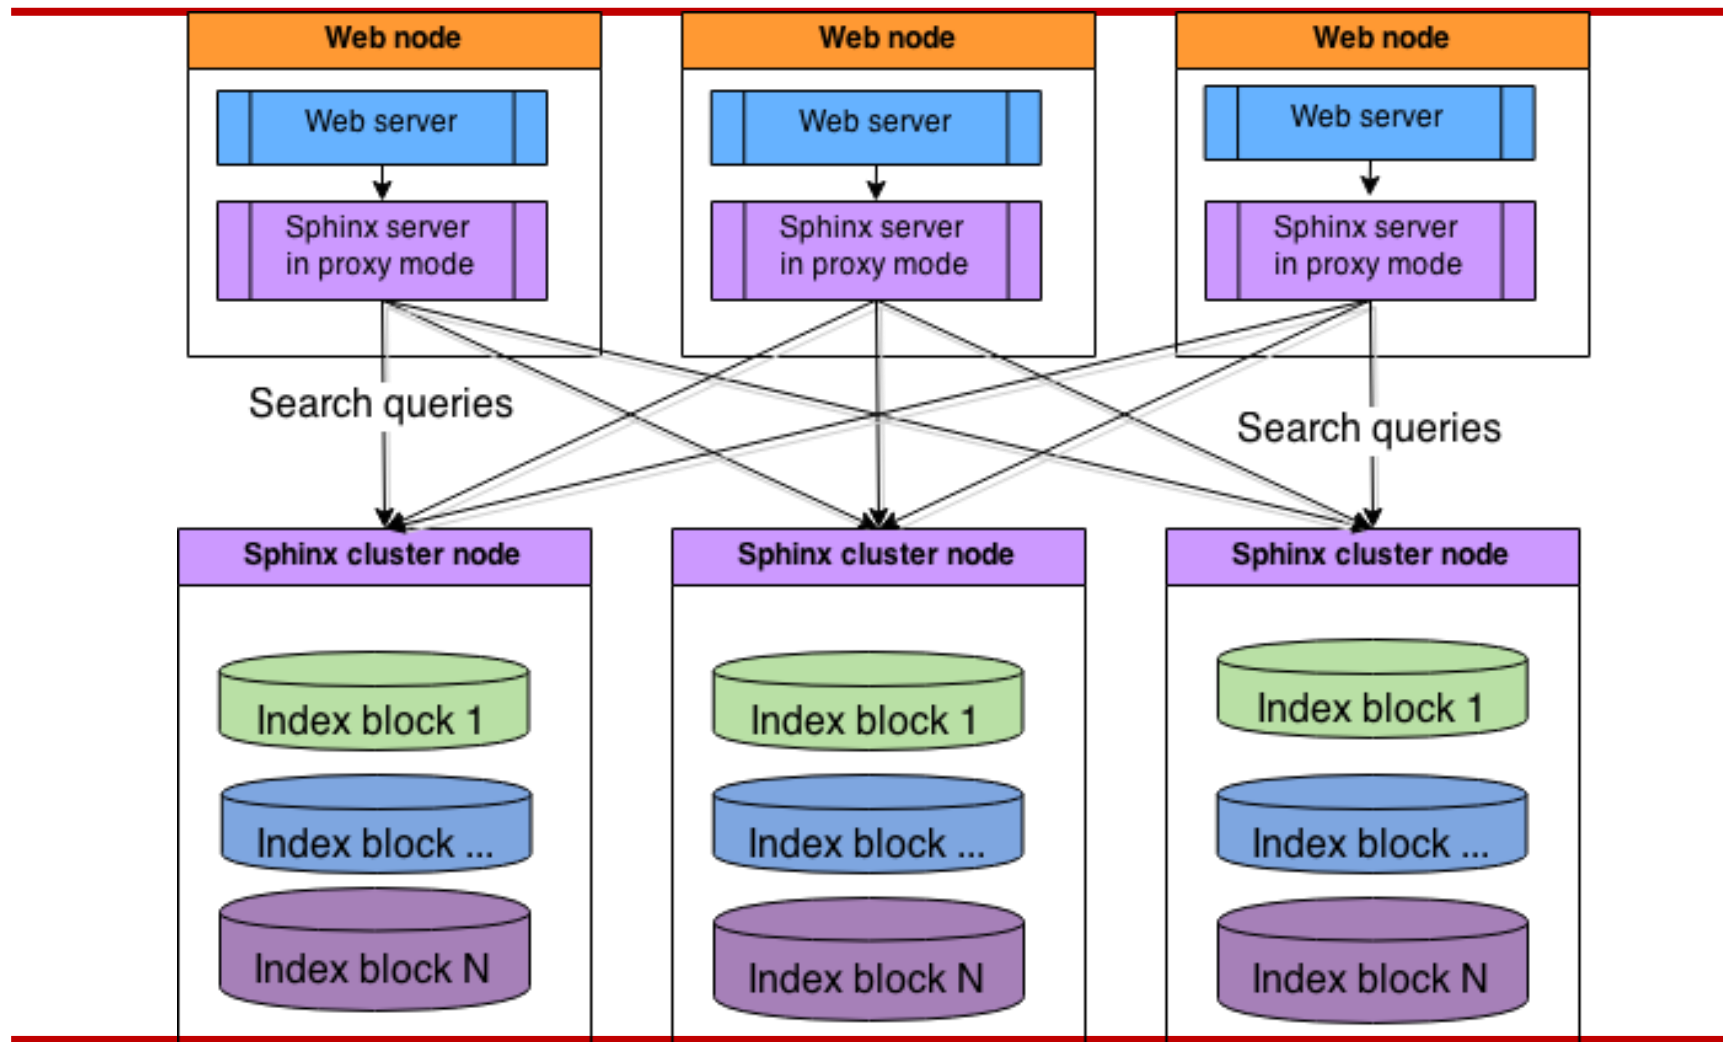 Web node
Web node
Web node
Web server
Web server
Web server
Sphinx server
in proxy mode
Sphinx server
in proxy mode
Sphinx server
in proxy mode
Search queries
Search queries
Sphinx cluster node
Sphinx cluster node
Sphinx cluster node
Index block 1
Index block 1
Index block 1
Index block ...
Index block ...
Index block ...
Index block N
Index block N
Index block N